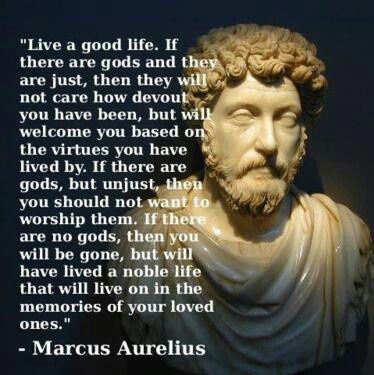 "Live a good life. If
there are gods and they
are just, then they will
not care how devout
you have been, but will
welcome you based on
the virtues you have
lived by. If there are
gods, but unjust, then
you should not want to
worship them. If there
are no gods, then you
will be gone, but will
have lived a noble life
that will live on in the
memories of your loved
ones."
- Marcus Aurelius